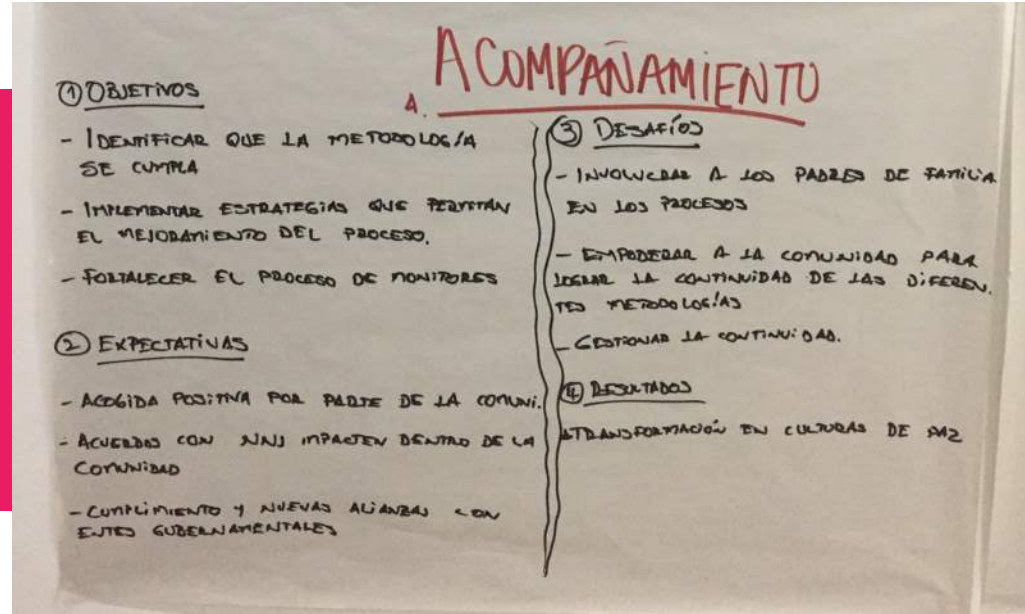 ACOMPAÑAMIENTO
A.
① OBJETIVOS
- IDENTIFICAR QUE LA METODOLOGÍA
SE CUMPLA
- IMPLEMENTAR ESTRATEGIAS QUE PERMITAN
EL MEJORAMIENTO DEL PROCESO.
- FORTALECER EL PROCESO DE MONITORES
② EXPECTATIVAS
- ACOGIDA POSITIVA POR PARTE DE LA COMUNI.
- ACUERDOS CON NNJ IMPACTEN DENTRO DE LA
COMUNIDAD
- CUMPLIMIENTO Y NUEVAS ALIANZAS CON
ENTES GUBERNAMENTALES
③ DESAFÍOS
- INVOLUCRAR A LOS PADRES DE FAMILIA
EN LOS PROCESOS
- EMPODERAR A LA COMUNIDAD PARA
LOGRAR LA CONTINUIDAD DE LAS DIFEREN.
TES METODOLOGÍAS
- GESTIONAR LA CONTINUIDAD.
④ RESULTADOS
TRANSFORMACIÓN EN CULTURAS DE PAZ